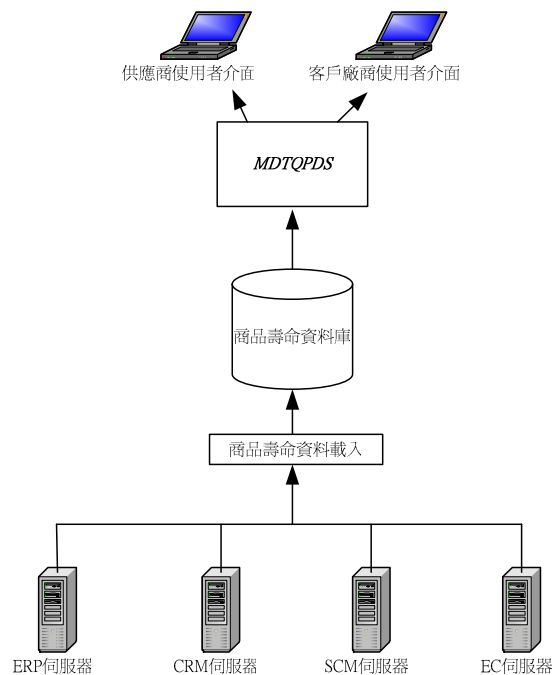 供應商使用者介面
客戶廠商使用者介面
MDTQPDS
商品壽命資料庫
商品壽命資料載入
ERP伺服器
CRM伺服器
SCM伺服器
EC伺服器